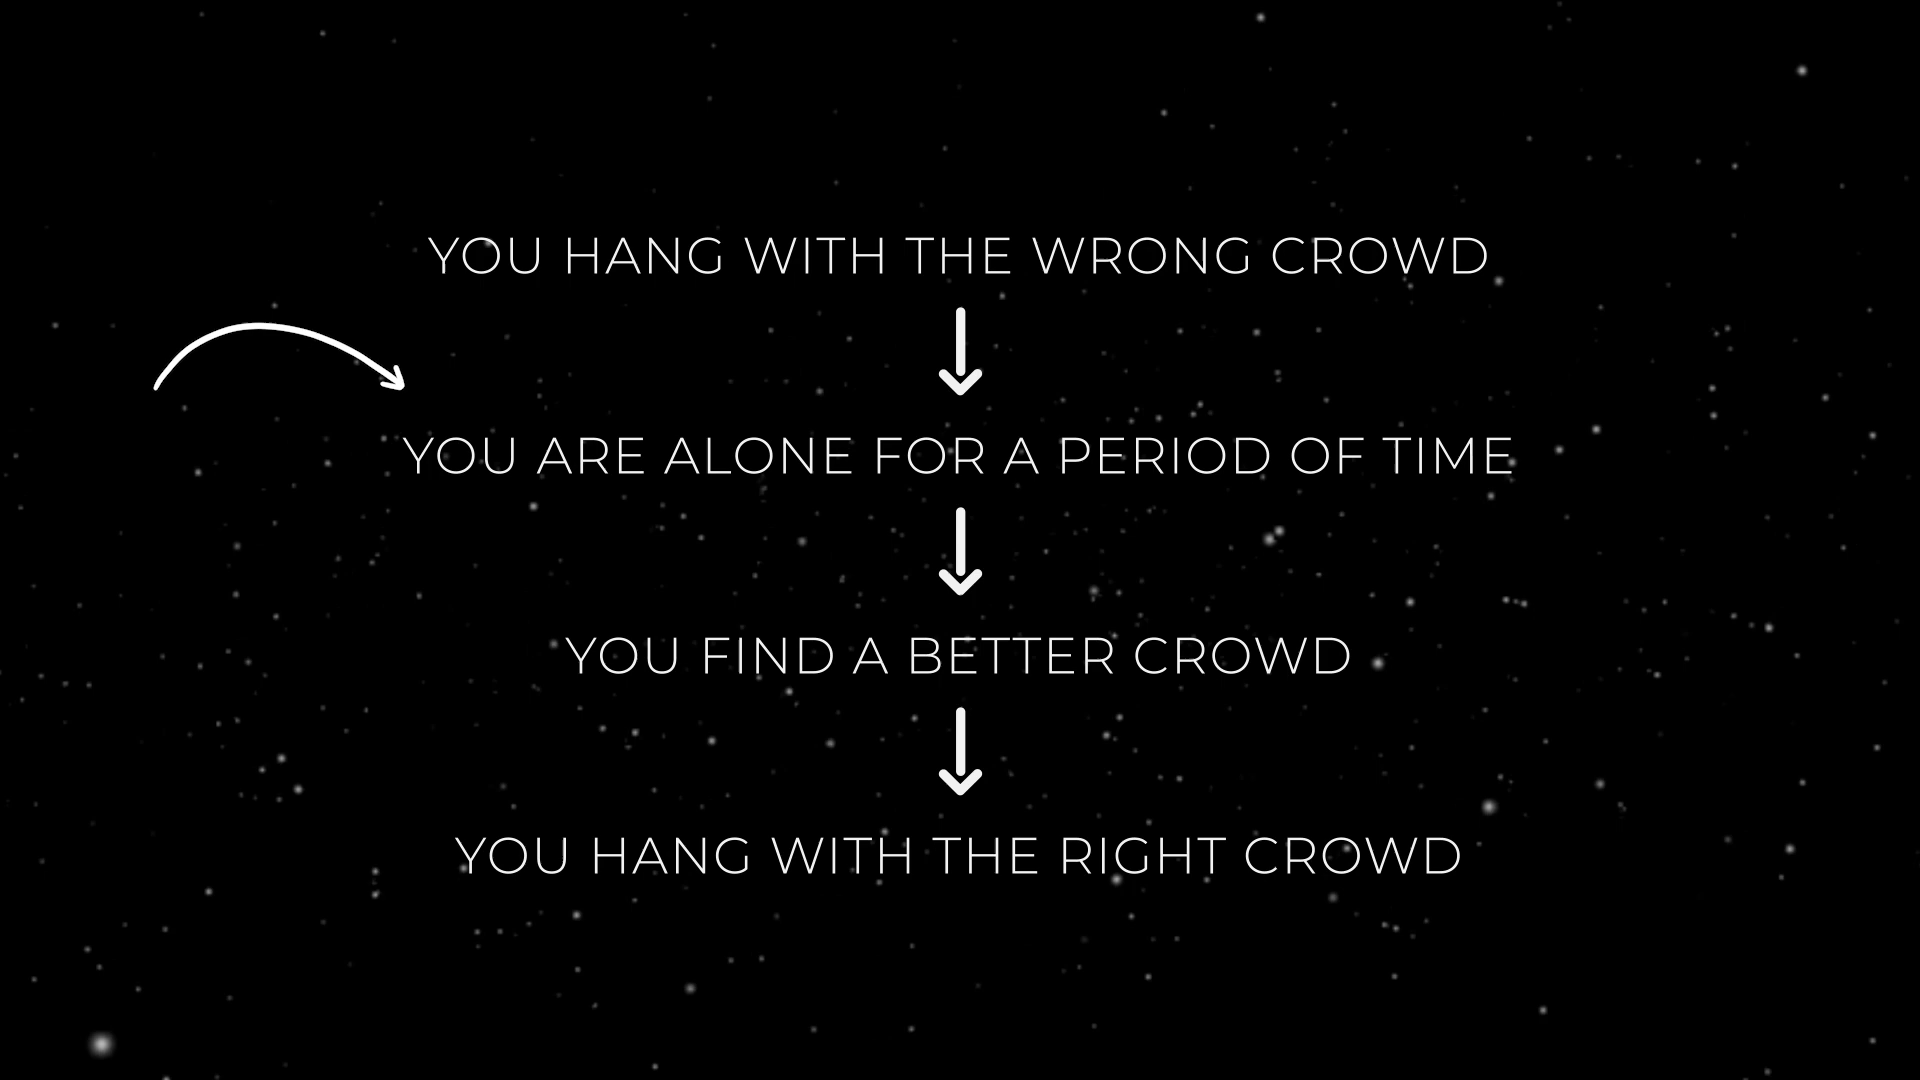 YOU HANG WITH THE WRONG CROWD
YOU ARE ALONE FOR A PERIOD OF TIME
YOU FIND A BETTER CROWD
YOU HANG WITH THE RIGHT CROWD